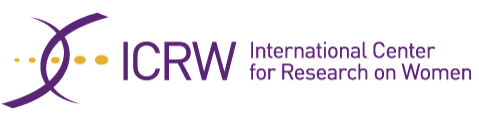 ICRW International Center
for Research on Women